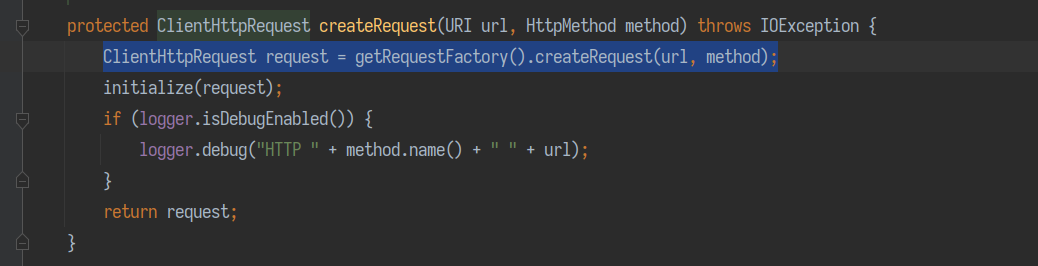 protected ClientHttpRequest createRequest(URI url, HttpMethod method) throws IOException {
ClientHttpRequest request = getRequestFactory().createRequest(url, method);
initialize(request);
if (logger.isDebugEnabled()) {
logger.debug("HTTP " + method.name() + " " + url);
}
return request;
}